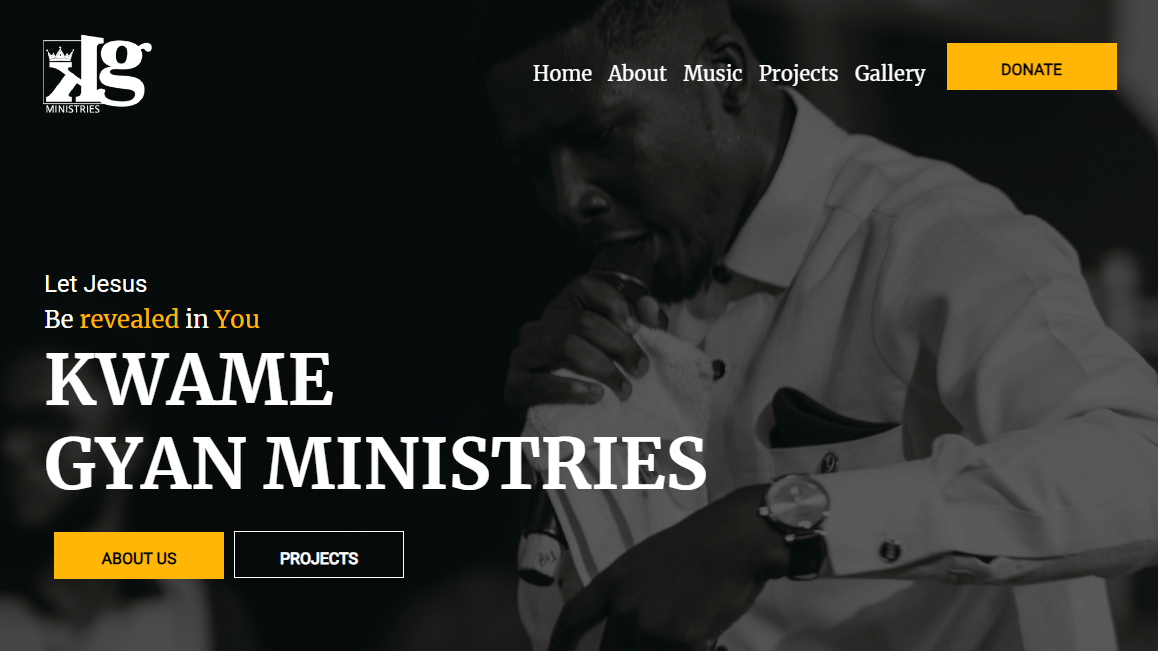 kg
MINISTRIES
Home About Music Projects Gallery
DONATE
Let Jesus
Be revealed in You
KWAME
GYAN MINISTRIES
ABOUT US
PROJECTS